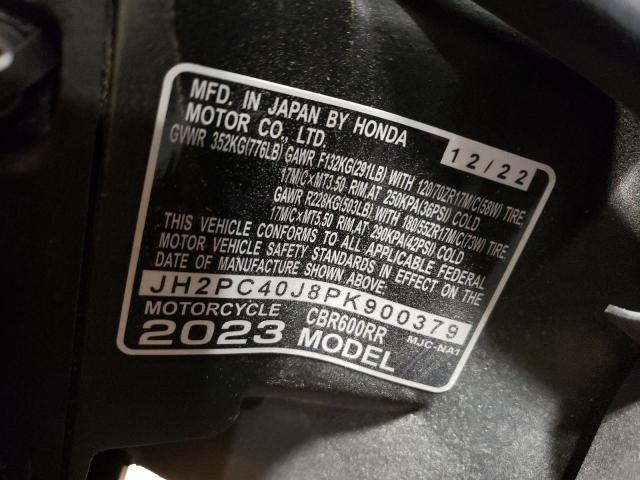 MFD. IN JAPAN BY HONDA
MOTOR CO., LTD. 12/22
GVWR 352KG(776LB) GAWR F132KG(291LB) WITH 120/70ZR17M/C(58W) TIRE,
17M/C×MT3.50 RIM,AT 250KPA(36PSI) COLD
GAWR R228KG(503LB) WITH 180/55ZR17M/C(73W) TIRE,
17M/C×MT5.50 RIM,AT 290KPA(42PSI) COLD
THIS VEHICLE CONFORMS TO ALL APPLICABLE FEDERAL
MOTOR VEHICLE SAFETY STANDARDS IN EFFECT ON THE
DATE OF MANUFACTURE SHOWN ABOVE.
JH2PC40J8PK900379
MOTORCYCLE CBR600RR MJC-NA1
2023 MODEL